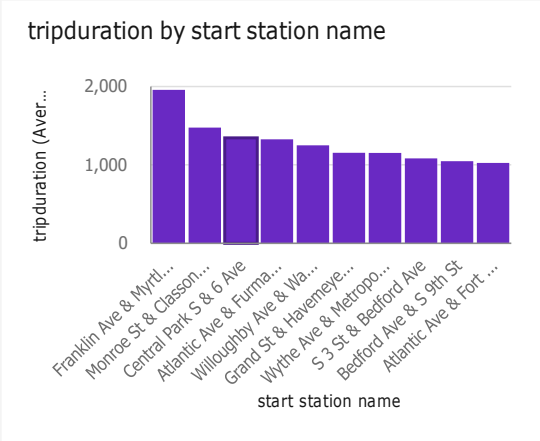 tripduration by start station name
tripduration (Aver...
2,000
1,000
0
Franklin Ave & Myrtl...
Monroe St & Classon...
Central Park S & 6 Ave
Atlantic Ave & Furma...
Willoughby Ave & Wa...
Grand St & Havemeye...
Wythe Ave & Metropo...
S 3 St & Bedford Ave
Bedford Ave & S 9th St
Atlantic Ave & Fort ...
start station name